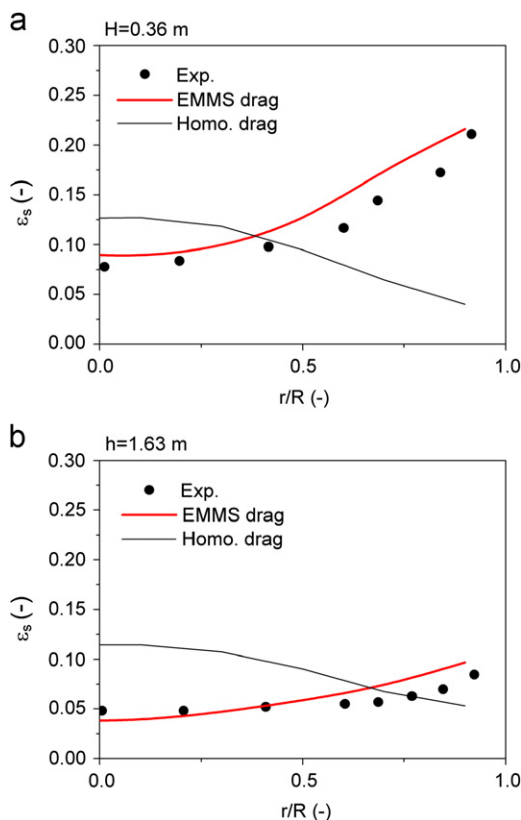 a
H=0.36 m
0.30
0.25
0.20
0.15
0.10
0.05
0.00
εs (-)
Exp.
EMMS drag
Homo. drag
0.0 0.5 1.0
r/R (-)
b
h=1.63 m
0.30
0.25
0.20
0.15
0.10
0.05
0.00
εs (-)
Exp.
EMMS drag
Homo. drag
0.0 0.5 1.0
r/R (-)